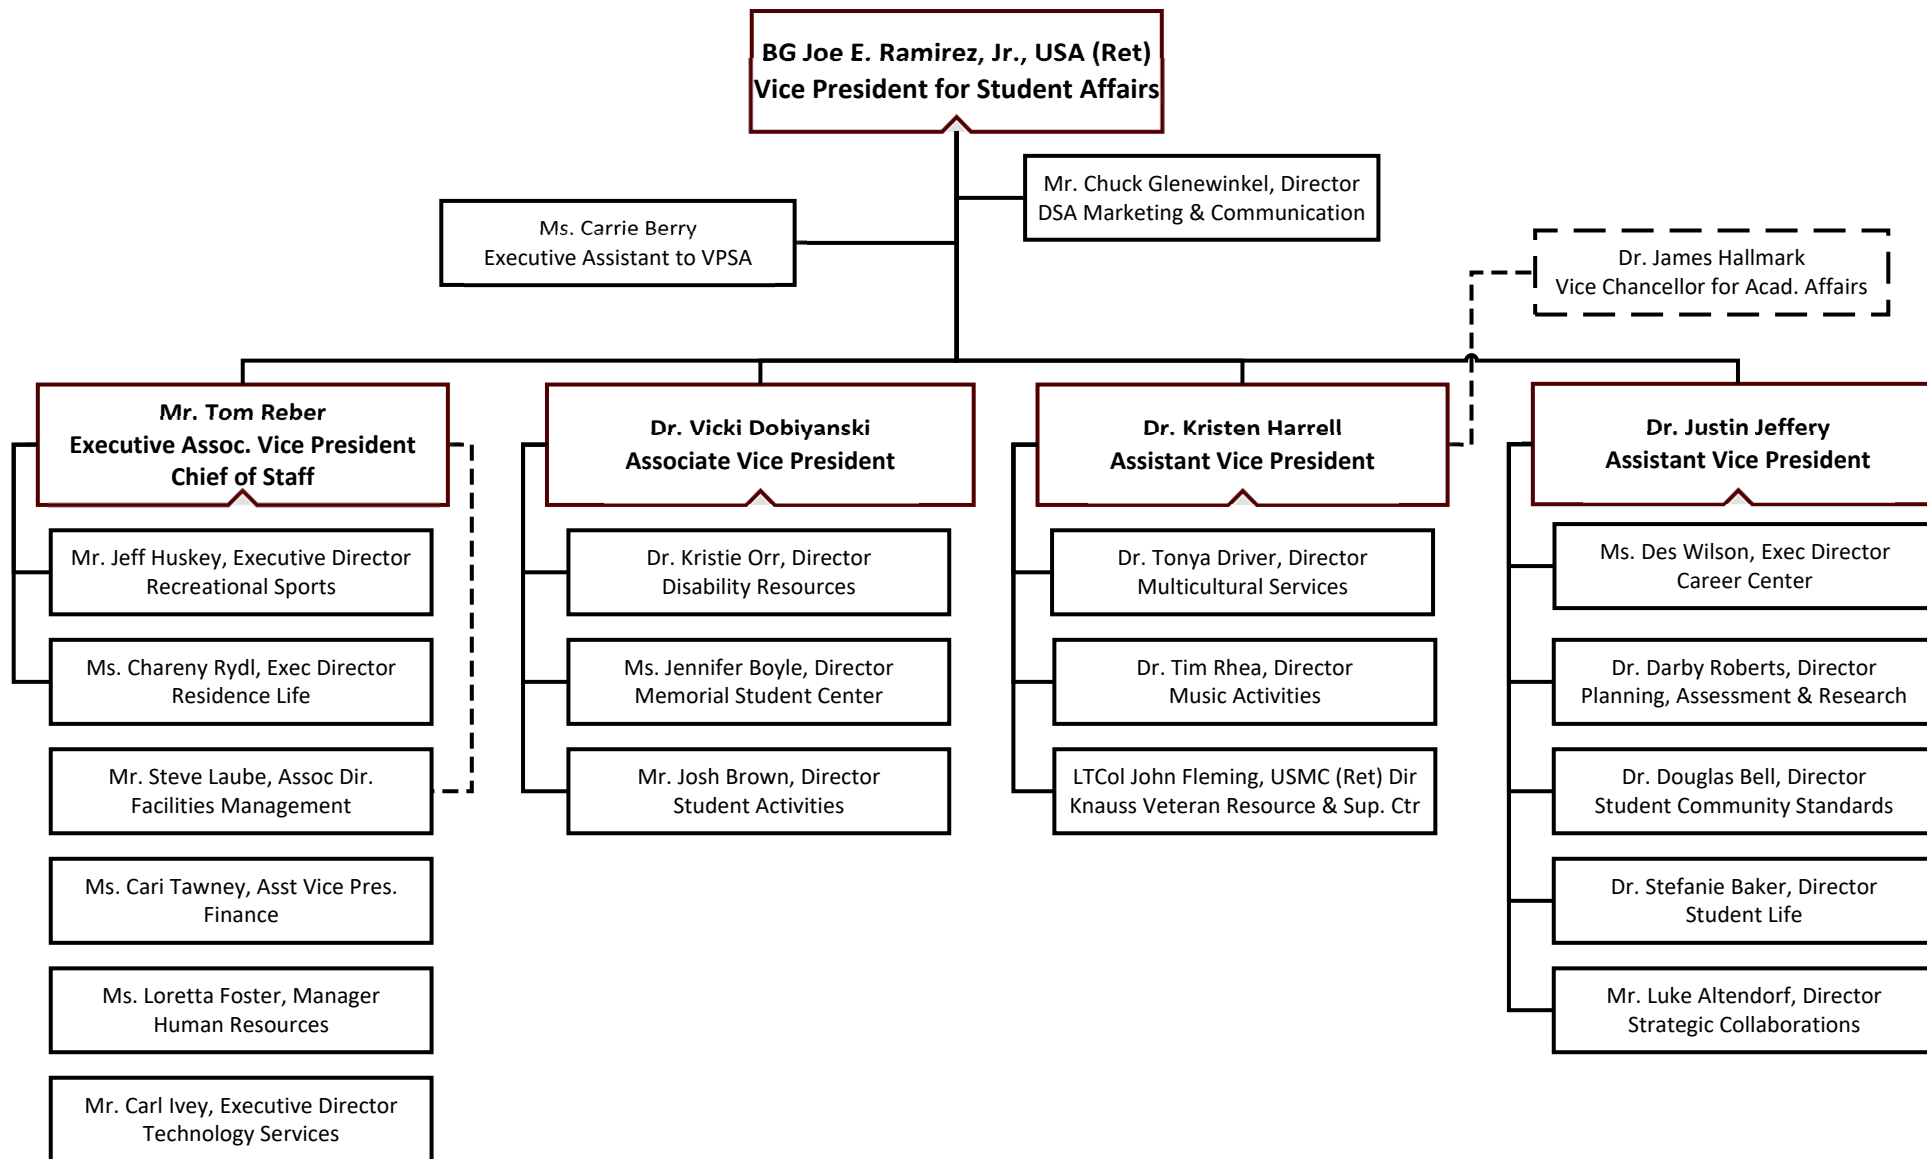 BG Joe E. Ramirez, Jr., USA (Ret)
Vice President for Student Affairs
Mr. Chuck Glenewinkel, Director
DSA Marketing & Communication
Ms. Carrie Berry
Executive Assistant to VPSA
Dr. James Hallmark
Vice Chancellor for Acad. Affairs
Mr. Tom Reber
Executive Assoc. Vice President
Chief of Staff
Mr. Jeff Huskey, Executive Director
Recreational Sports
Ms. Chareny Rydl, Exec Director
Residence Life
Mr. Steve Laube, Assoc Dir.
Facilities Management
Ms. Cari Tawney, Asst Vice Pres.
Finance
Ms. Loretta Foster, Manager
Human Resources
Mr. Carl Ivey, Executive Director
Technology Services
Dr. Vicki Dobiyanski
Associate Vice President
Dr. Kristie Orr, Director
Disability Resources
Ms. Jennifer Boyle, Director
Memorial Student Center
Mr. Josh Brown, Director
Student Activities
Dr. Kristen Harrell
Assistant Vice President
Dr. Tonya Driver, Director
Multicultural Services
Dr. Tim Rhea, Director
Music Activities
LTCol John Fleming, USMC (Ret) Dir
Knauss Veteran Resource & Sup. Ctr
Dr. Justin Jeffery
Assistant Vice President
Ms. Des Wilson, Exec Director
Career Center
Dr. Darby Roberts, Director
Planning, Assessment & Research
Dr. Douglas Bell, Director
Student Community Standards
Dr. Stefanie Baker, Director
Student Life
Mr. Luke Altendorf, Director
Strategic Collaborations